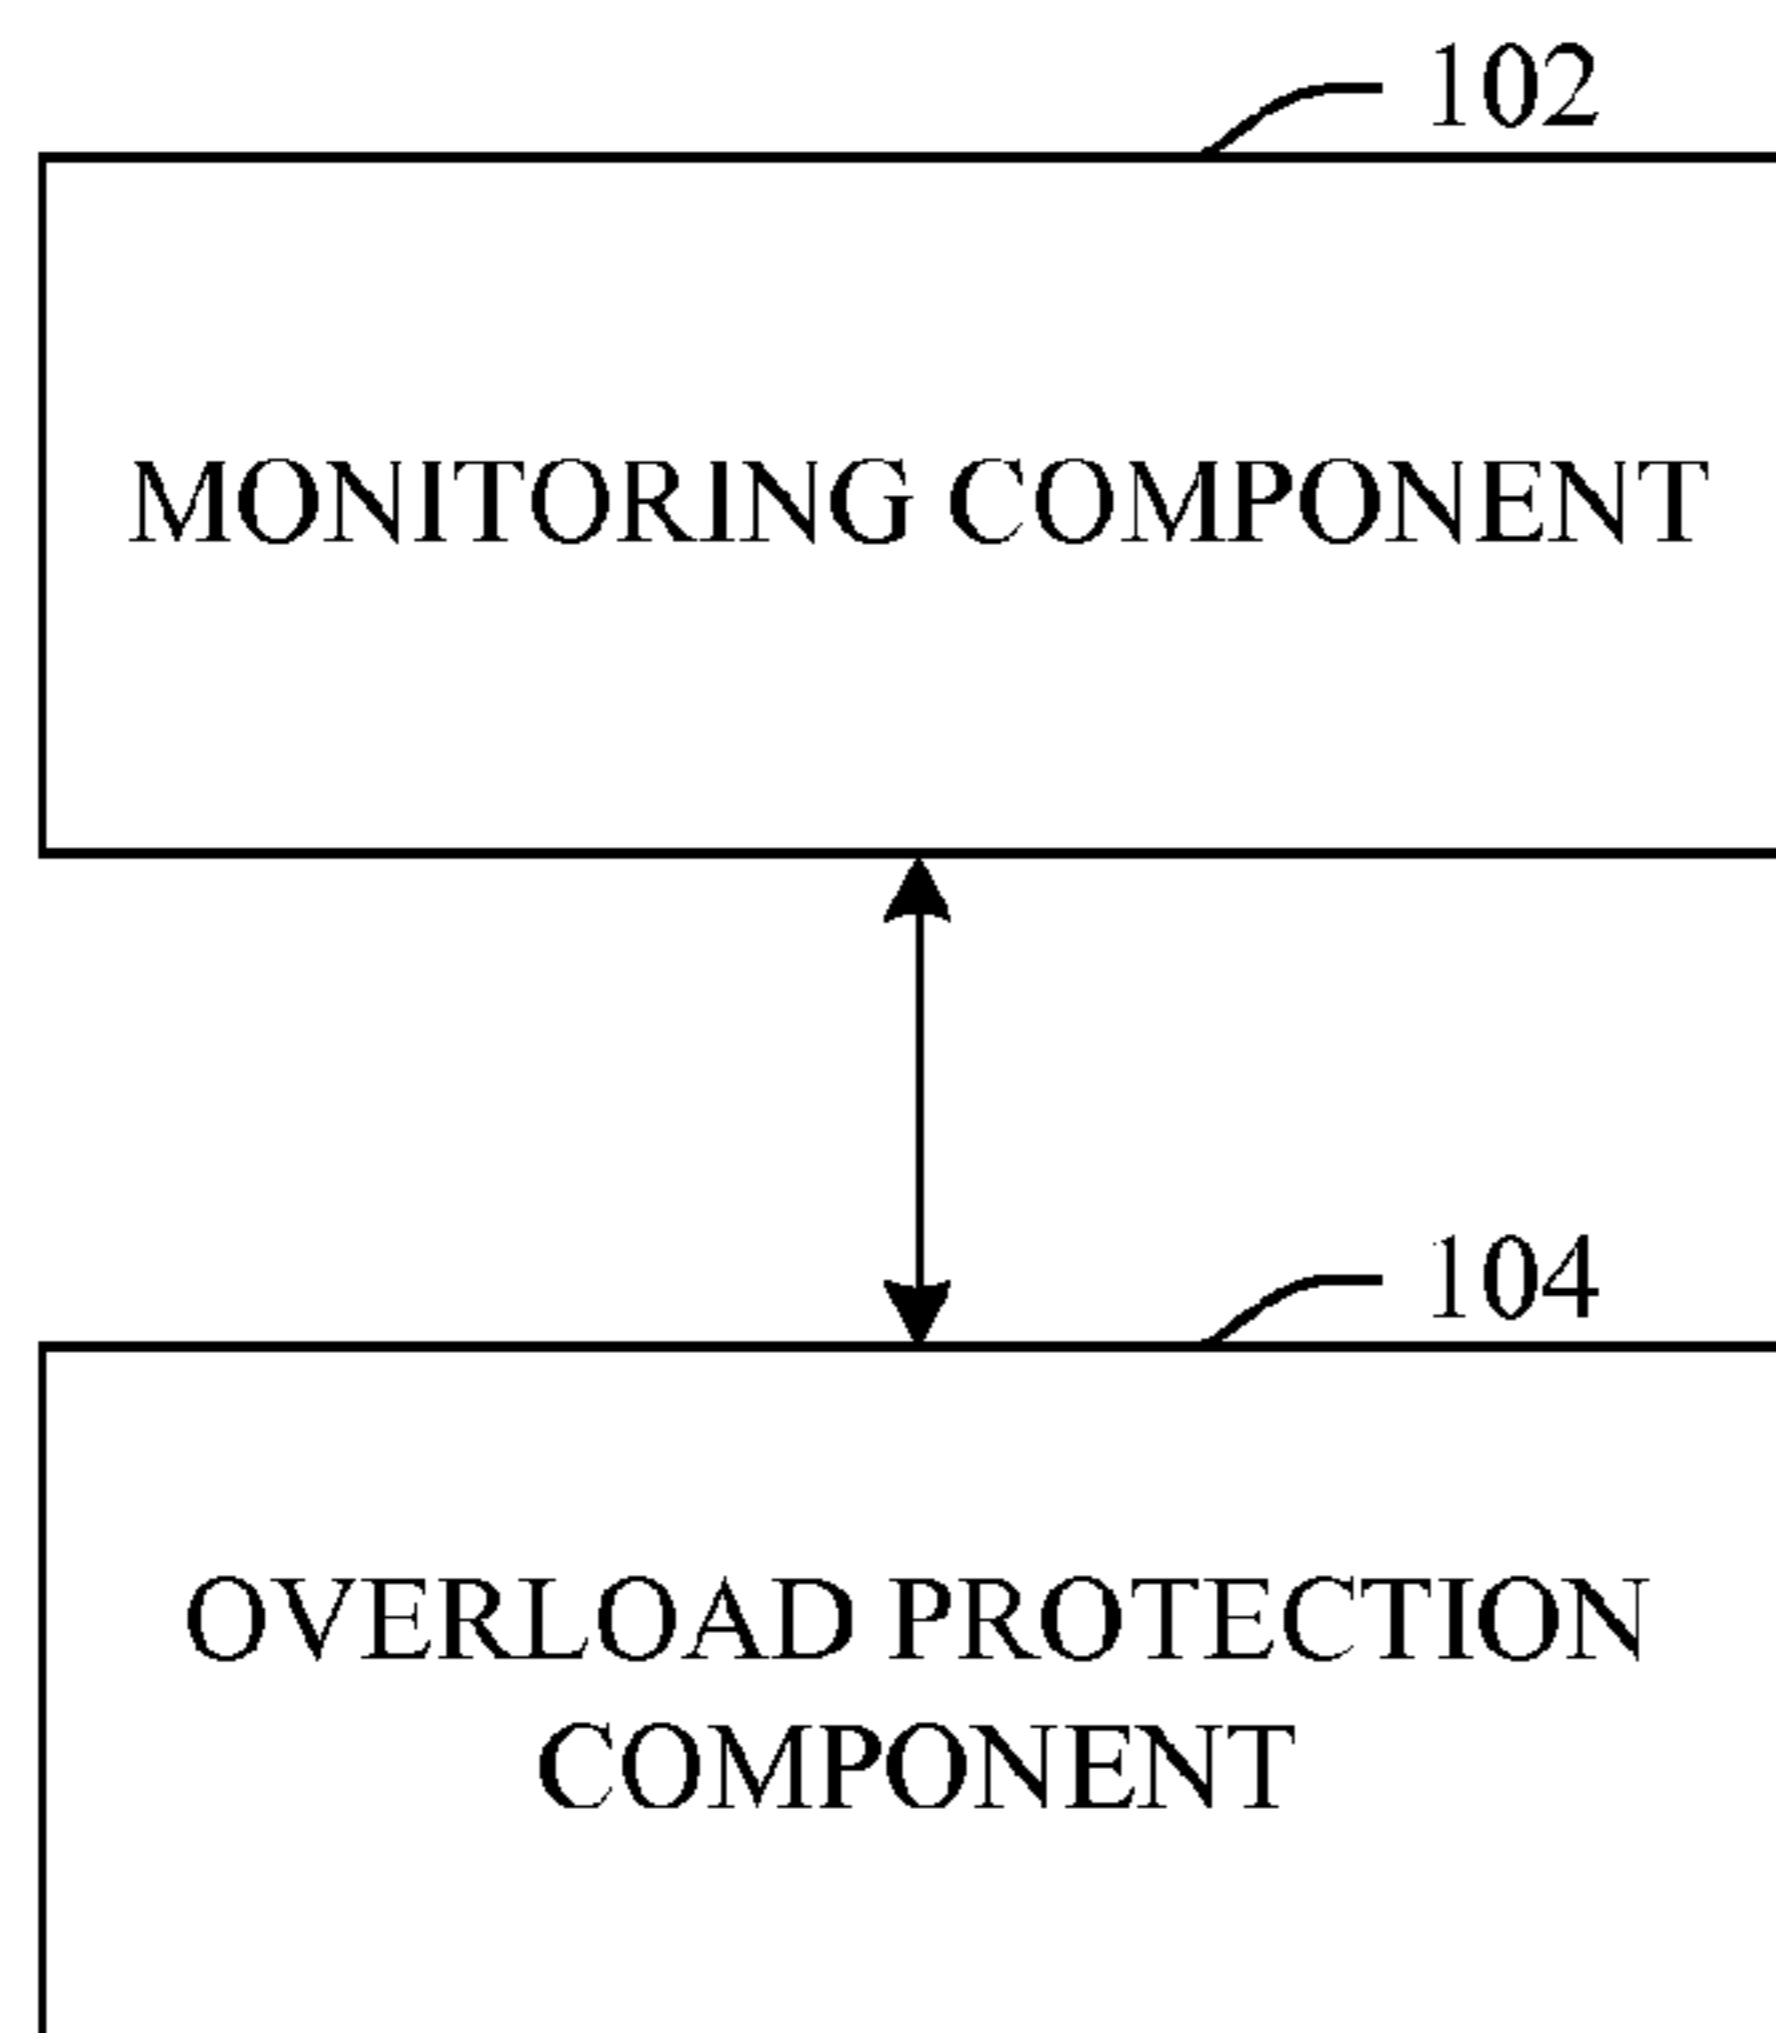 102
MONITORING COMPONENT
104
OVERLOAD PROTECTION
COMPONENT